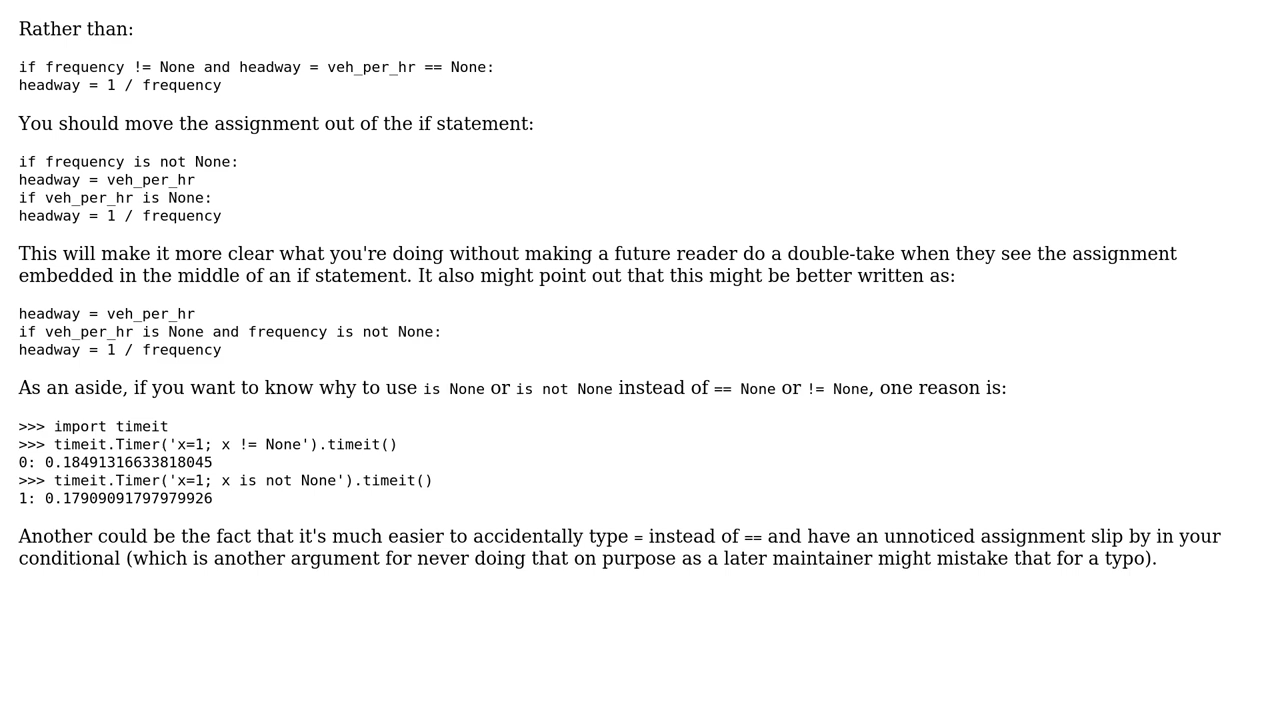 Rather than:
if frequency != None and headway = veh_per_hr == None:
headway = 1 / frequency
You should move the assignment out of the if statement:
if frequency is not None:
headway = veh_per_hr
if veh_per_hr is None:
headway = 1 / frequency
This will make it more clear what you're doing without making a future reader do a double-take when they see the assignment
embedded in the middle of an if statement. It also might point out that this might be better written as:
headway = veh_per_hr
if veh_per_hr is None and frequency is not None:
headway = 1 / frequency
As an aside, if you want to know why to use is None or is not None instead of == None or != None, one reason is:
>>> import timeit
>>> timeit.Timer('x=1; x != None').timeit()
0: 0.18491316633818045
>>> timeit.Timer('x=1; x is not None').timeit()
1: 0.17909091797979926
Another could be the fact that it's much easier to accidentally type = instead of == and have an unnoticed assignment slip by in your
conditional (which is another argument for never doing that on purpose as a later maintainer might mistake that for a typo).